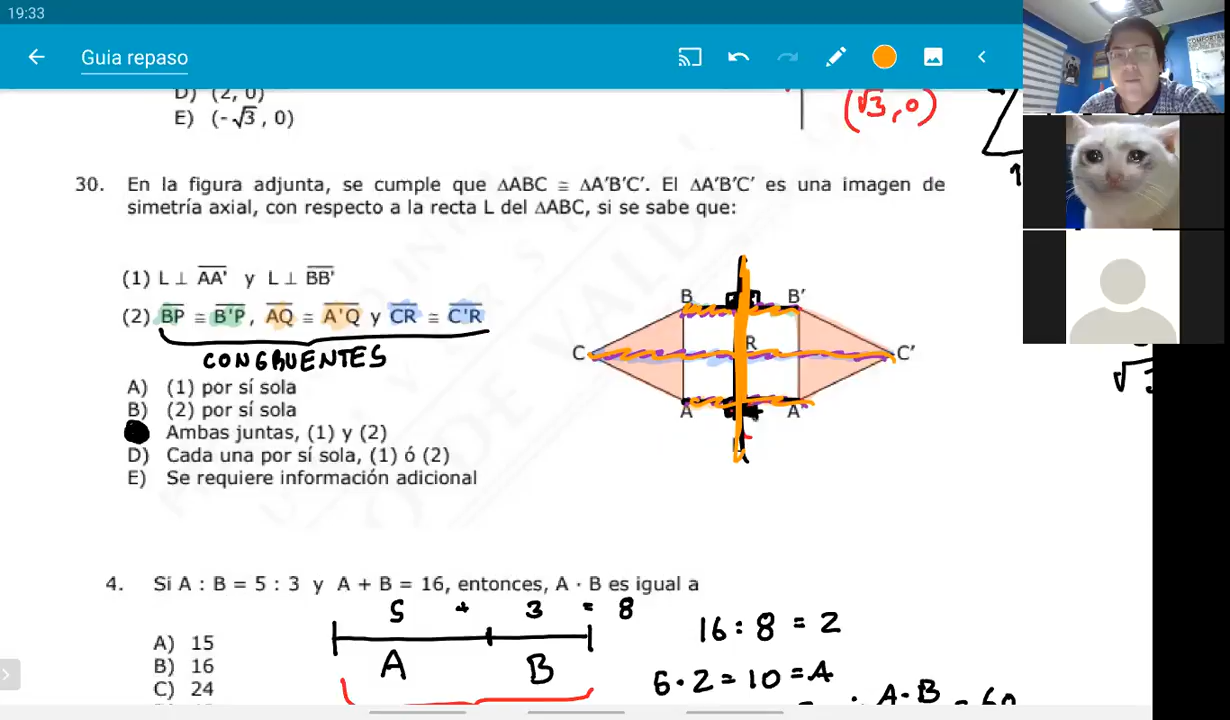 19:33
Guia repaso
D) (2, 0)
E) (-√3 , 0)
(√3, 0)
30. En la figura adjunta, se cumple que ΔABC ≅ ΔA'B'C'. El ΔA'B'C' es una imagen de
simetría axial, con respecto a la recta L del ΔABC, si se sabe que:
(1) L ⊥ AA' y L ⊥ BB'
(2) BP ≅ B'P, AQ ≅ A'Q y CR ≅ C'R
CONGRUENTES
A) (1) por sí sola
B) (2) por sí sola
Ambas juntas, (1) y (2)
D) Cada una por sí sola, (1) ó (2)
E) Se requiere información adicional
B B'
C R C'
A A'
4. Si A : B = 5 : 3 y A + B = 16, entonces, A · B es igual a
5 + 3 = 8
A B
A) 15
B) 16
C) 24
16 : 8 = 2
5 · 2 = 10 = A
∴ A·B = 60